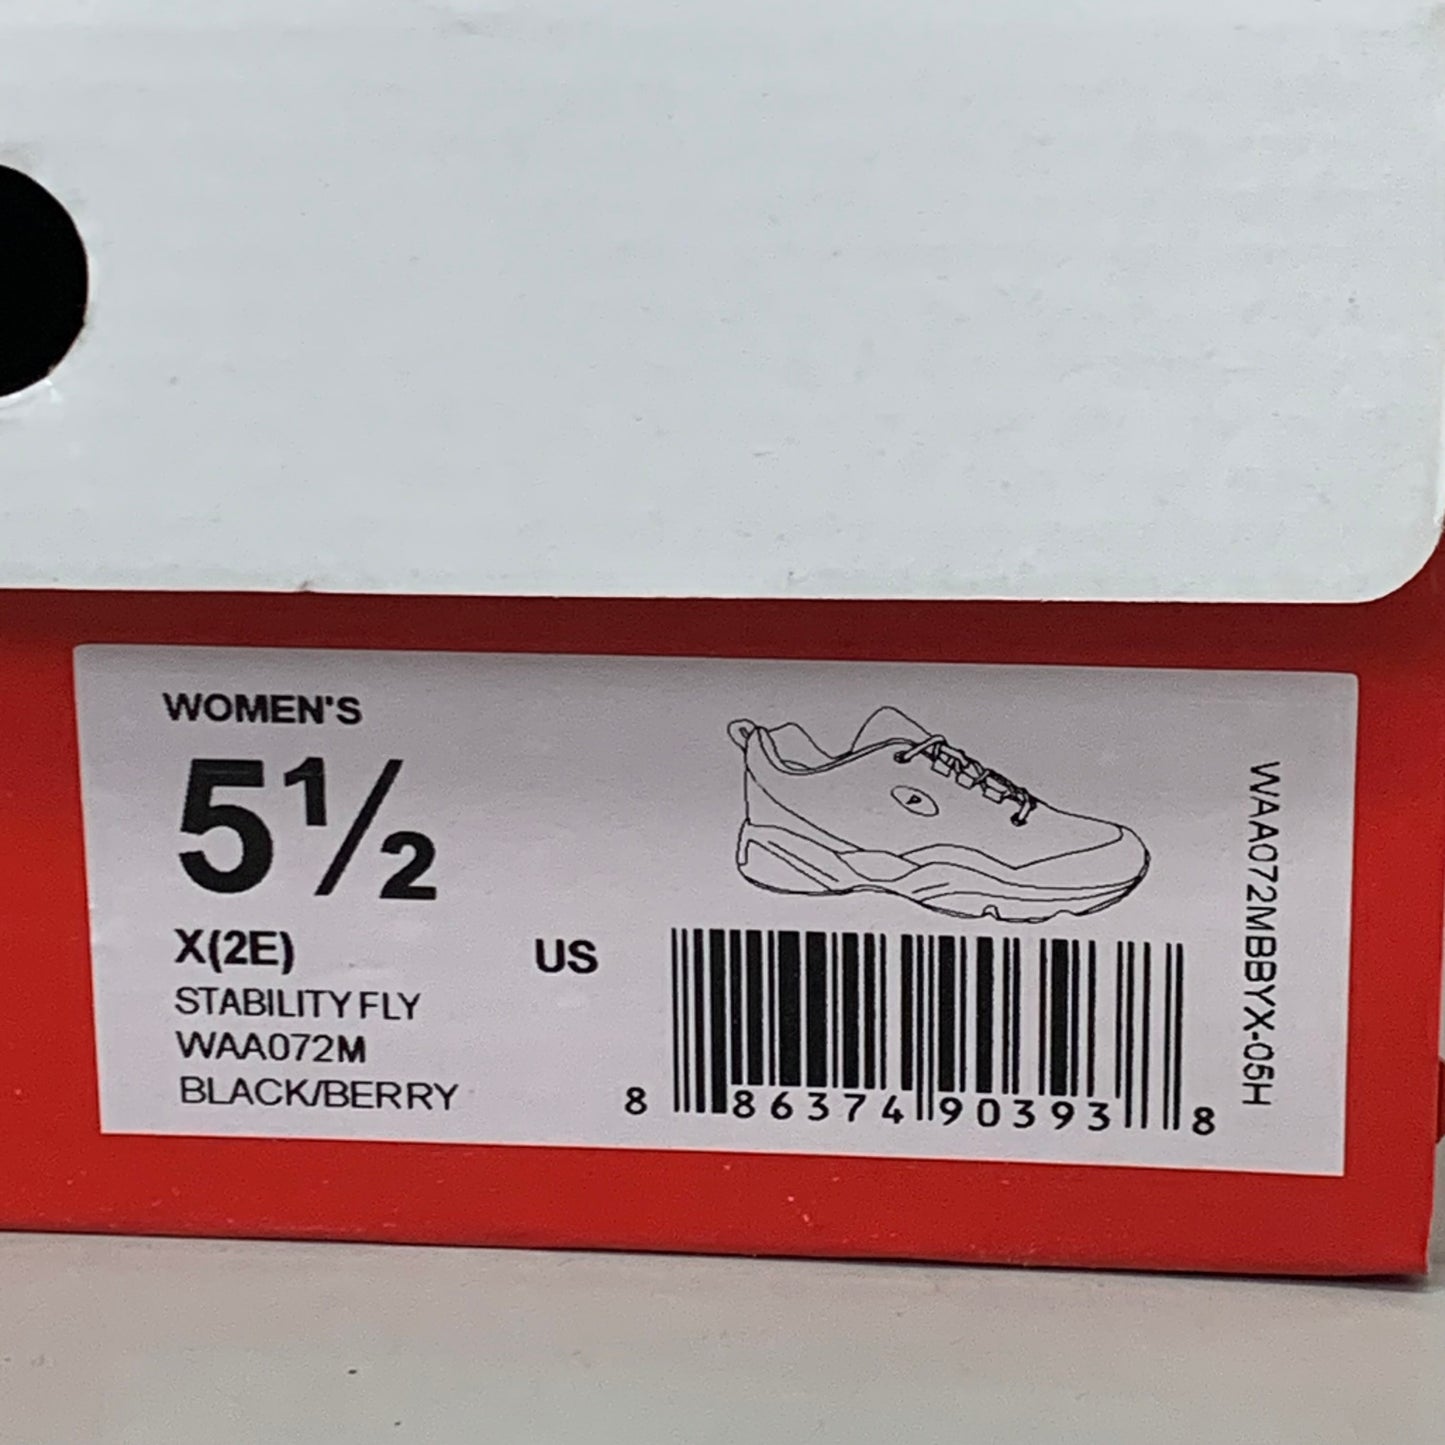 WOMEN'S
5½
X(2E) US
STABILITY FLY
WAA072M
BLACK/BERRY
P
8 86374 90393 8
WAA072MBBYX-05H